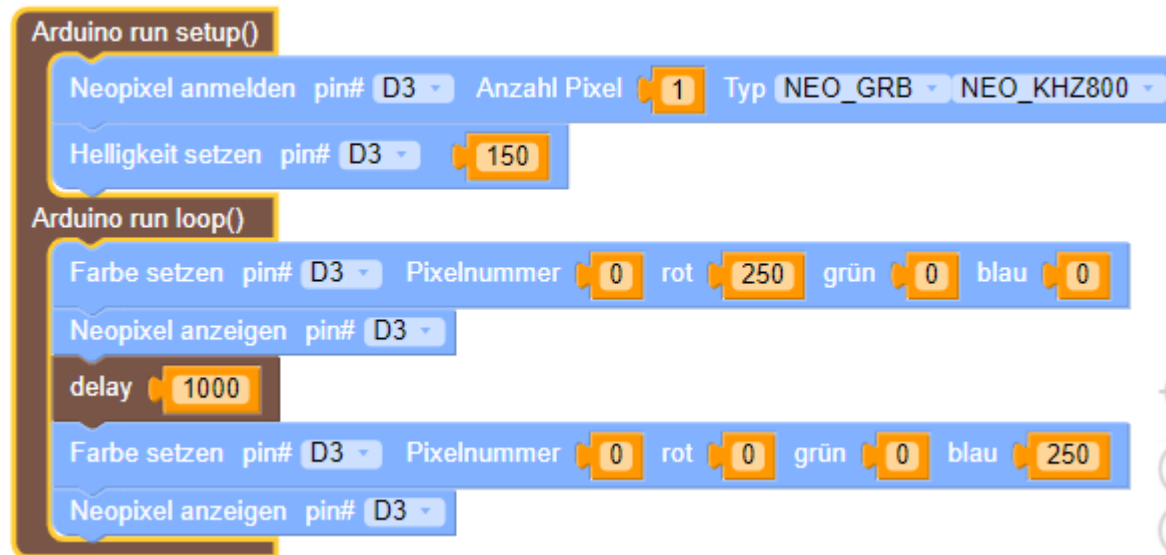 Arduino run setup()
Neopixel anmelden pin# D3 Anzahl Pixel 1 Typ NEO_GRB NEO_KHZ800
Helligkeit setzen pin# D3 150
Arduino run loop()
Farbe setzen pin# D3 Pixelnummer 0 rot 250 grün 0 blau 0
Neopixel anzeigen pin# D3
delay 1000
Farbe setzen pin# D3 Pixelnummer 0 rot 0 grün 0 blau 250
Neopixel anzeigen pin# D3